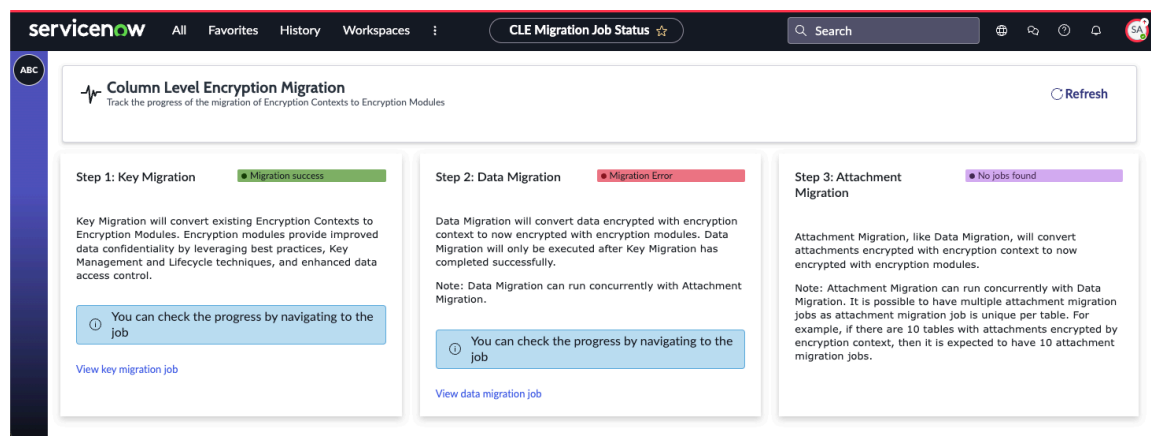 servicenow All Favorites History Workspaces CLE Migration Job Status Search SA
ABC
Column Level Encryption Migration
Track the progress of the migration of Encryption Contexts to Encryption Modules
Refresh
Step 1: Key Migration
Migration success
Key Migration will convert existing Encryption Contexts to
Encryption Modules. Encryption modules provide improved
data confidentiality by leveraging best practices, Key
Management and Lifecycle techniques, and enhanced data
access control.
You can check the progress by navigating to the
job
View key migration job
Step 2: Data Migration
Migration Error
Data Migration will convert data encrypted with encryption
context to now encrypted with encryption modules. Data
Migration will only be executed after Key Migration has
completed successfully.
Note: Data Migration can run concurrently with Attachment
Migration.
You can check the progress by navigating to the
job
View data migration job
Step 3: Attachment
Migration
No jobs found
Attachment Migration, like Data Migration, will convert
attachments encrypted with encryption context to now
encrypted with encryption modules.
Note: Attachment Migration can run concurrently with Data
Migration. It is possible to have multiple attachment migration
jobs as attachment migration job is unique per table. For
example, if there are 10 tables with attachments encrypted by
encryption context, then it is expected to have 10 attachment
migration jobs.